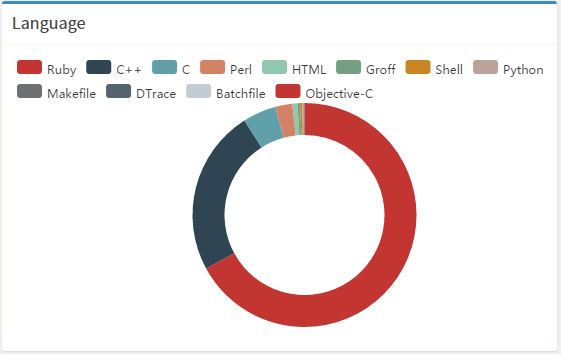 Language
Ruby C++ C Perl HTML Groff Shell Python
Makefile DTrace Batchfile Objective-C